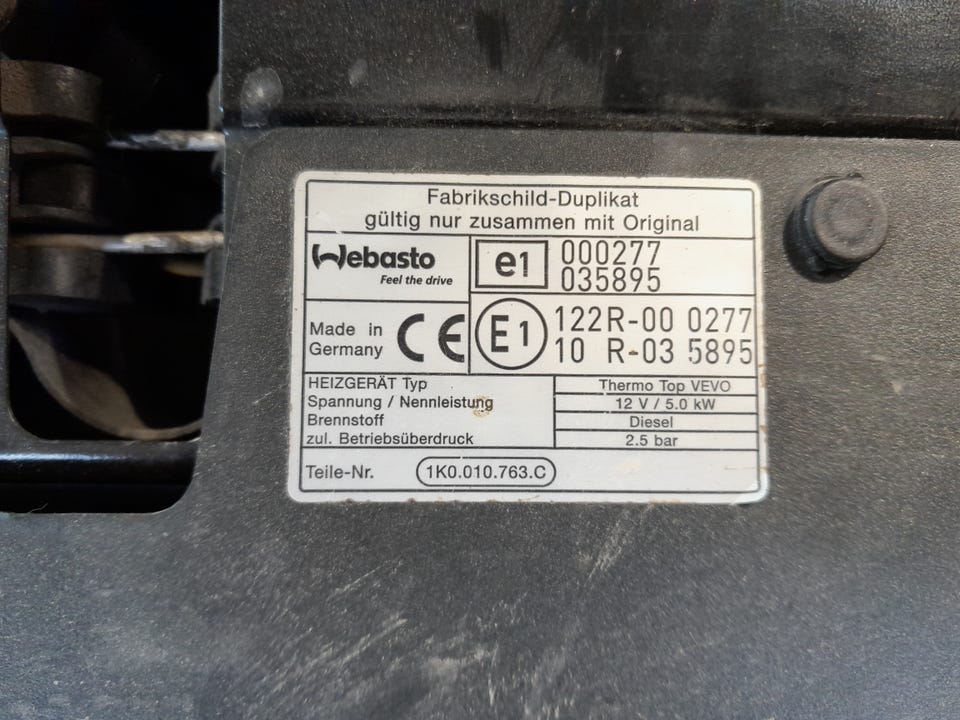 Fabrikschild-Duplikat
gültig nur zusammen mit Original
Webasto
Feel the drive
e1
000277
035895
Made in
Germany
CE
E1
122R-00 0277
10 R-03 5895
HEIZGERÄT Typ
Thermo Top VEVO
Spannung / Nennleistung
12 V / 5.0 kW
Brennstoff
Diesel
zul. Betriebsüberdruck
2.5 bar
Teile-Nr.
1K0.010.763.C